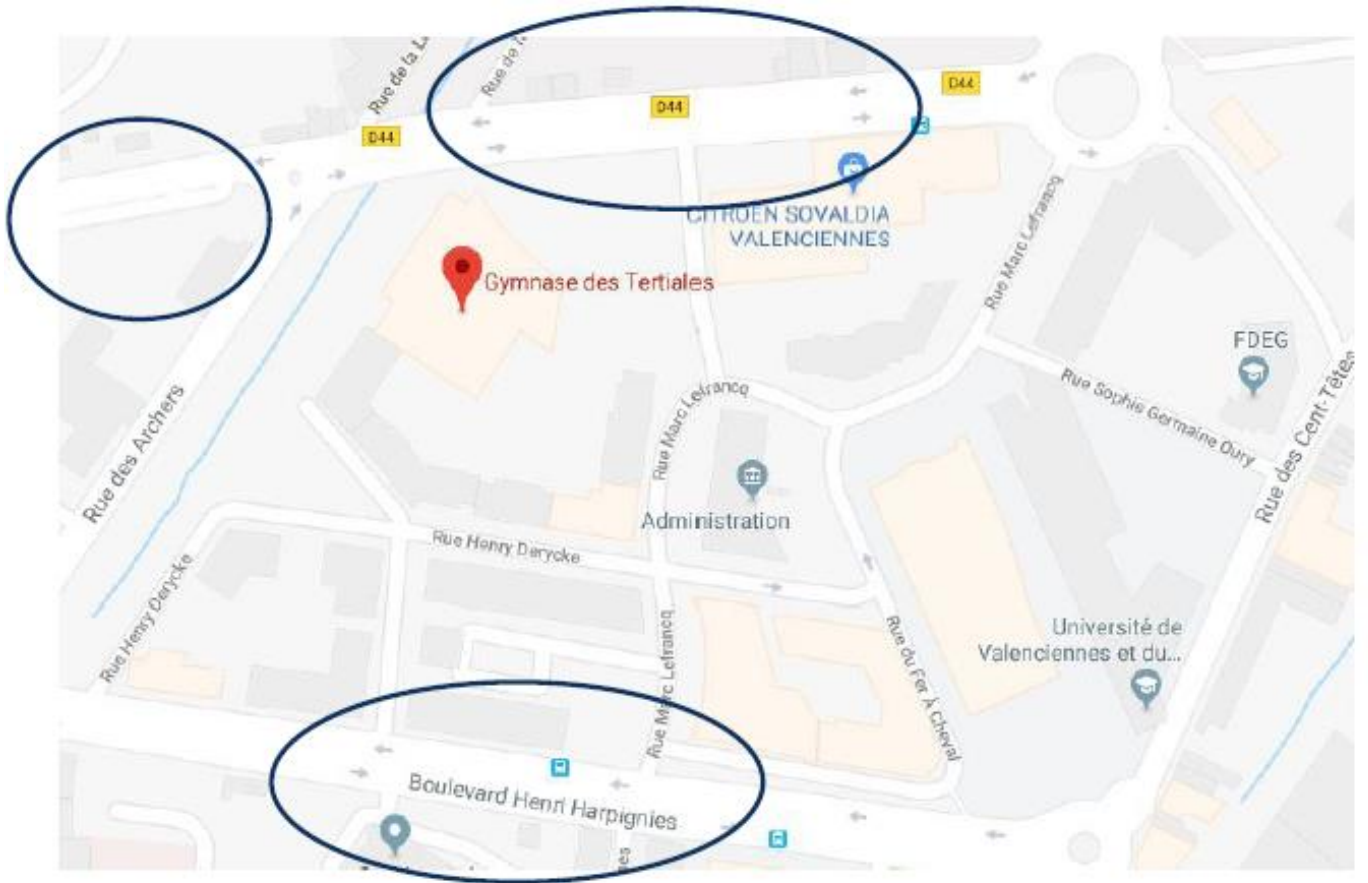 Rue de la
Rue de
D44
D44
D44
CITROEN SOVALDIA
VALENCIENNES
Gymnase des Tertiales
Rue Marc Lefrancq
FDEG
Rue Sophie Germaine Oury
Rue des Cent-Têtes
Rue Marc Lefrancq
Rue des Archers
Administration
Rue Henry Derycke
Rue Henry Derycke
Rue Marc Lefrancq
Rue du Fer À Cheval
Université de
Valenciennes et du...
Boulevard Henri Harpignies